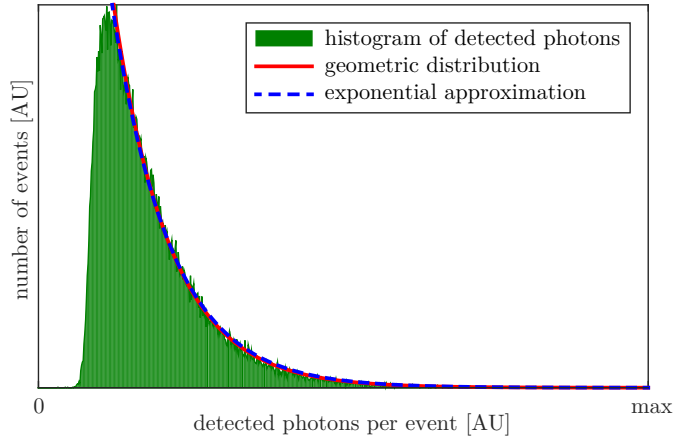 histogram of detected photons
geometric distribution
exponential approximation
number of events [AU]
0
max
detected photons per event [AU]